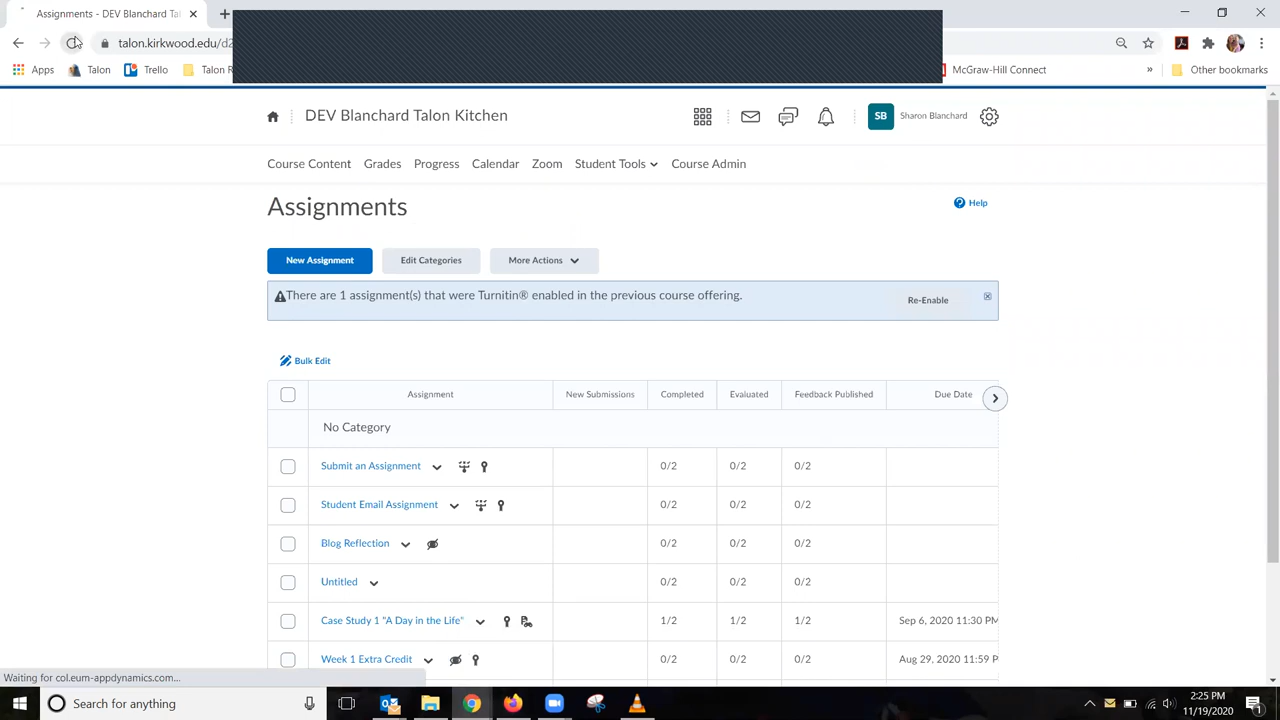 Assignments - DEV Blanchard Tal
talon.kirkwood.edu/d2
Apps Talon Trello Talon R McGraw-Hill Connect » Other bookmarks
DEV Blanchard Talon Kitchen SB Sharon Blanchard
Course Content Grades Progress Calendar Zoom Student Tools Course Admin
Assignments Help
New Assignment Edit Categories More Actions
There are 1 assignment(s) that were Turnitin® enabled in the previous course offering. Re-Enable
Bulk Edit
Assignment New Submissions Completed Evaluated Feedback Published Due Date
No Category
Submit an Assignment 0/2 0/2 0/2
Student Email Assignment 0/2 0/2 0/2
Blog Reflection 0/2 0/2 0/2
Untitled 0/2 0/2 0/2
Case Study 1 "A Day in the Life" 1/2 1/2 1/2 Sep 6, 2020 11:30 PM
Week 1 Extra Credit 0/2 0/2 0/2 Aug 29, 2020 11:59 P
Waiting for col.eum-appdynamics.com...
Search for anything 2:25 PM
11/19/2020